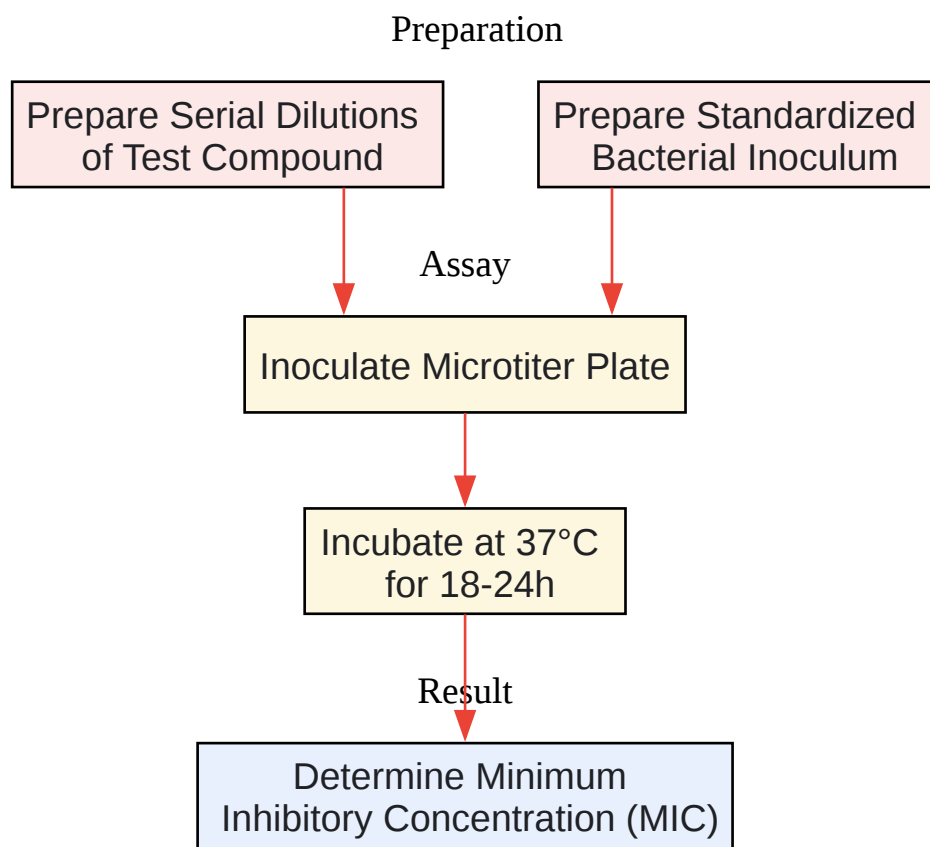 Preparation
Prepare Serial Dilutions
of Test Compound
Prepare Standardized
Bacterial Inoculum
Assay
Inoculate Microtiter Plate
Incubate at 37°C
for 18-24h
Result
Determine Minimum
Inhibitory Concentration (MIC)